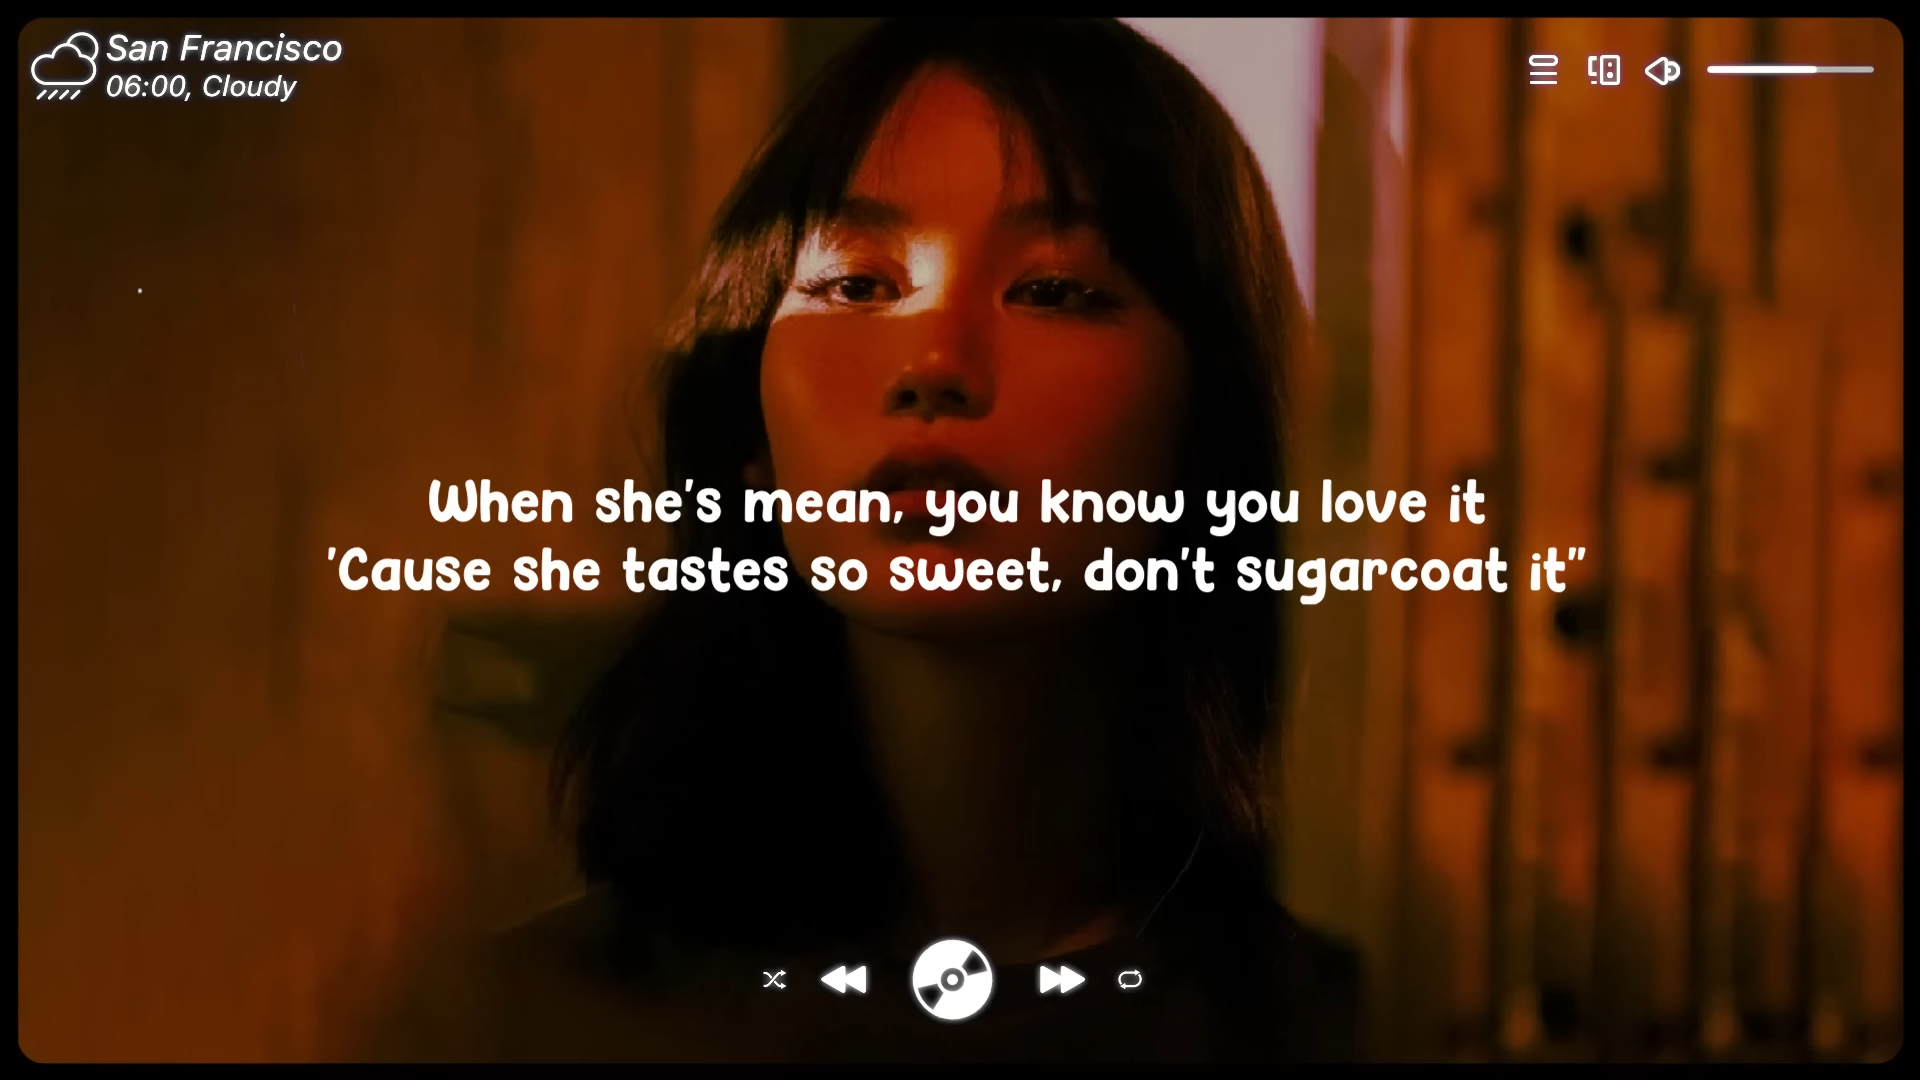 San Francisco
06:00, Cloudy
When she's mean, you know you love it
'Cause she tastes so sweet, don't sugarcoat it"